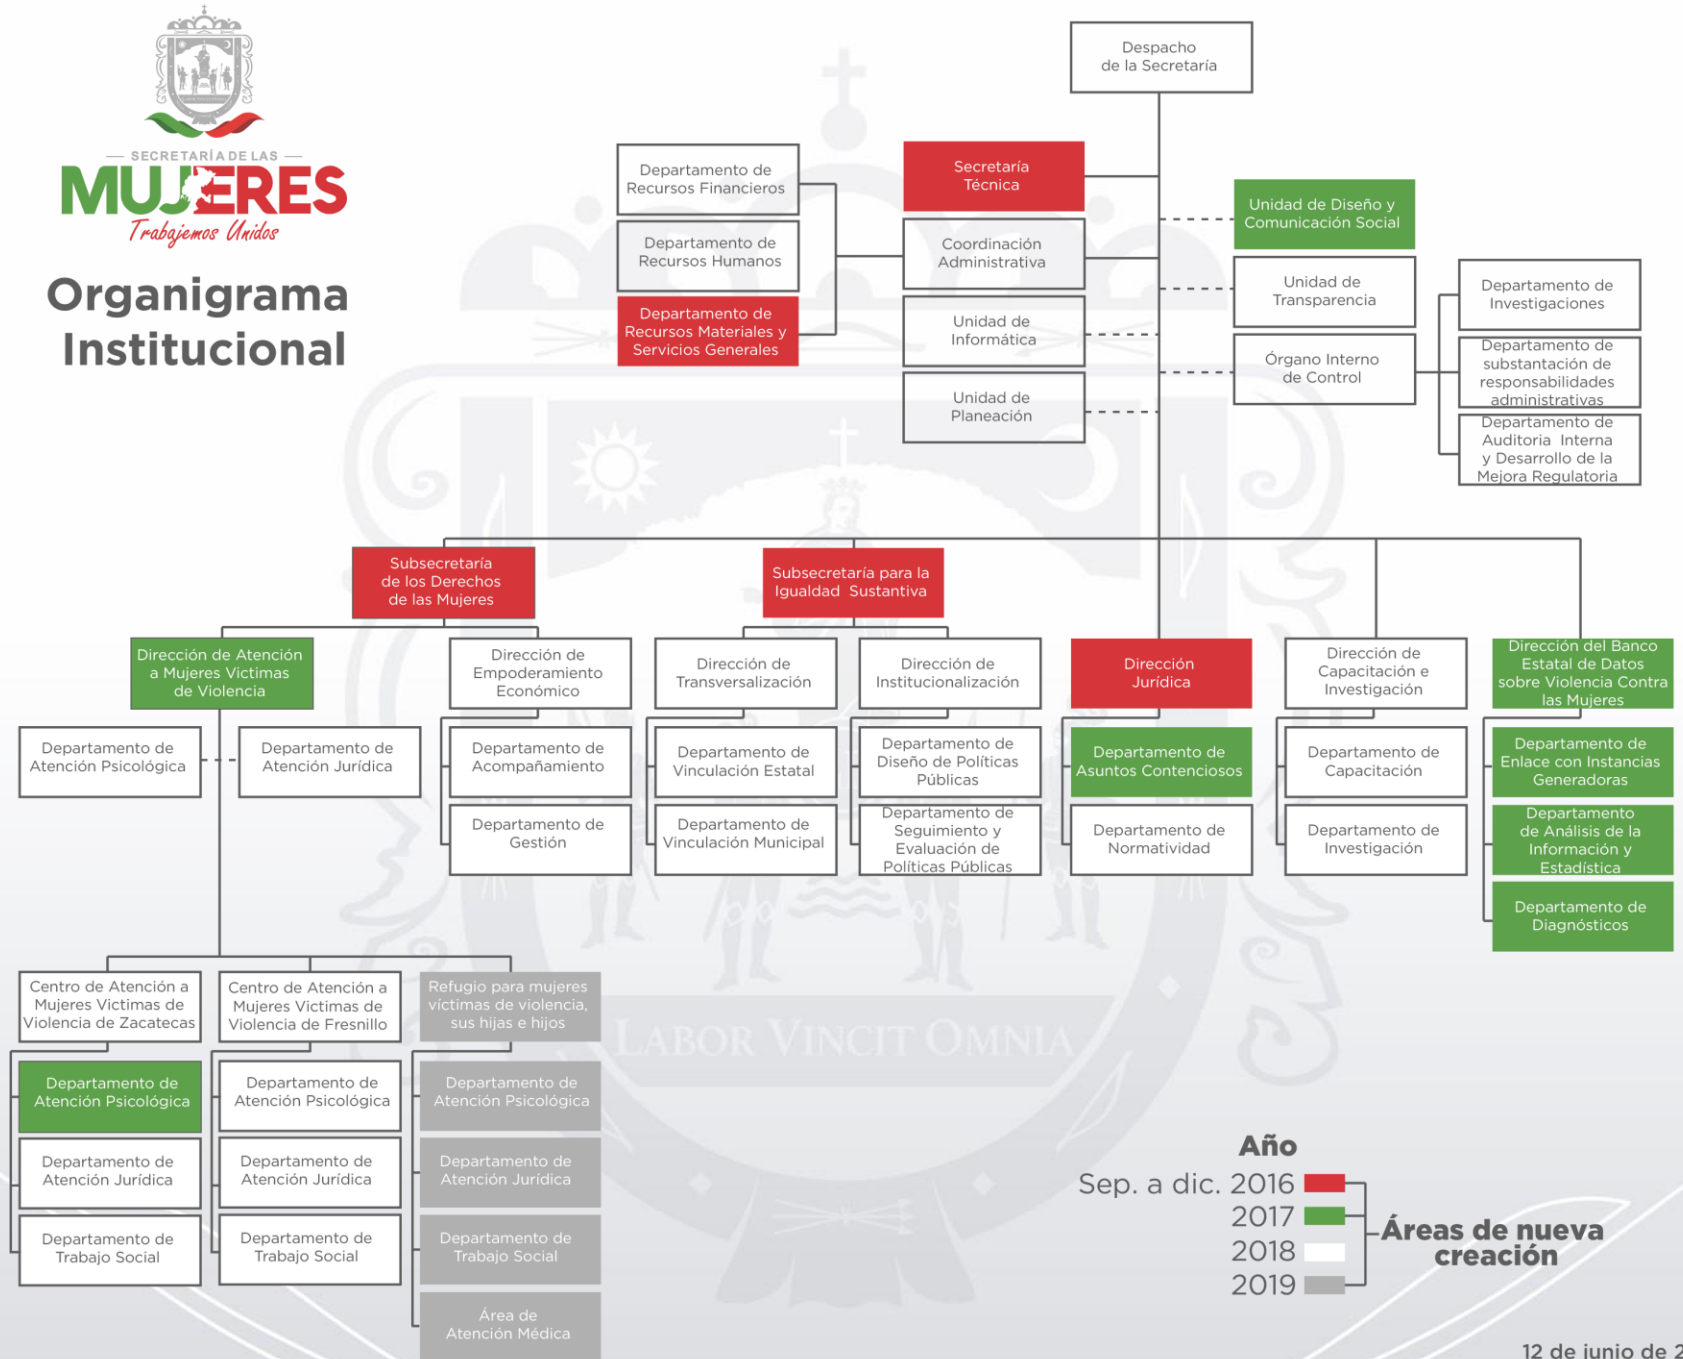 SECRETARÍA DE LAS
MUJERES
Trabajemos Unidos
Organigrama
Institucional
Despacho
de la Secretaría
Departamento de
Recursos Financieros
Secretaría
Técnica
Unidad de Diseño y
Comunicación Social
Departamento de
Recursos Humanos
Coordinación
Administrativa
Unidad de
Transparencia
Departamento de
Investigaciones
Departamento de
Recursos Materiales y
Servicios Generales
Unidad de
Informática
Órgano Interno
de Control
Departamento de
substantación de
responsabilidades
administrativas
Unidad de
Planeación
Departamento de
Auditoria Interna
y Desarrollo de la
Mejora Regulatoria
Subsecretaría
de los Derechos
de las Mujeres
Subsecretaría para la
Igualdad Sustantiva
Dirección de Atención
a Mujeres Victimas
de Violencia
Dirección de
Empoderamiento
Económico
Dirección de
Transversalización
Dirección de
Institucionalización
Dirección
Jurídica
Dirección de
Capacitación e
Investigación
Dirección del Banco
Estatal de Datos
sobre Violencia Contra
las Mujeres
Departamento de
Atención Psicológica
Departamento de
Atención Jurídica
Departamento de
Acompañamiento
Departamento de
Vinculación Estatal
Departamento de
Diseño de Políticas
Públicas
Departamento de
Asuntos Contenciosos
Departamento de
Capacitación
Departamento de
Enlace con Instancias
Generadoras
Departamento de
Gestión
Departamento de
Vinculación Municipal
Departamento de
Seguimiento y
Evaluación de
Políticas Públicas
Departamento de
Normatividad
Departamento de
Investigación
Departamento
de Análisis de la
Información y
Estadística
Departamento de
Diagnósticos
Centro de Atención a
Mujeres Victimas de
Violencia de Zacatecas
Centro de Atención a
Mujeres Victimas de
Violencia de Fresnillo
Refugio para mujeres
víctimas de violencia,
sus hijas e hijos
LABOR VINCIT OMNIA
Departamento de
Atención Psicológica
Departamento de
Atención Psicológica
Departamento de
Atención Psicológica
Departamento de
Atención Jurídica
Departamento de
Atención Jurídica
Departamento de
Atención Jurídica
Departamento de
Trabajo Social
Departamento de
Trabajo Social
Departamento de
Trabajo Social
Área de
Atención Médica
Año
Sep. a dic. 2016
2017
2018
2019
Áreas de nueva
creación
12 de junio de 2